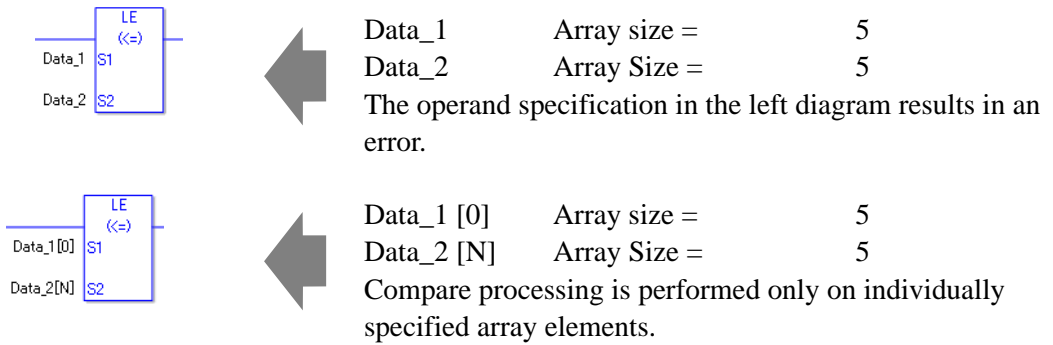 LE
(<=)
Data_1 S1
Data_2 S2
Data_1 Array size = 5
Data_2 Array Size = 5
The operand specification in the left diagram results in an
error.
LE
(<=)
Data_1[0] S1
Data_2[N] S2
Data_1 [0] Array size = 5
Data_2 [N] Array Size = 5
Compare processing is performed only on individually
specified array elements.